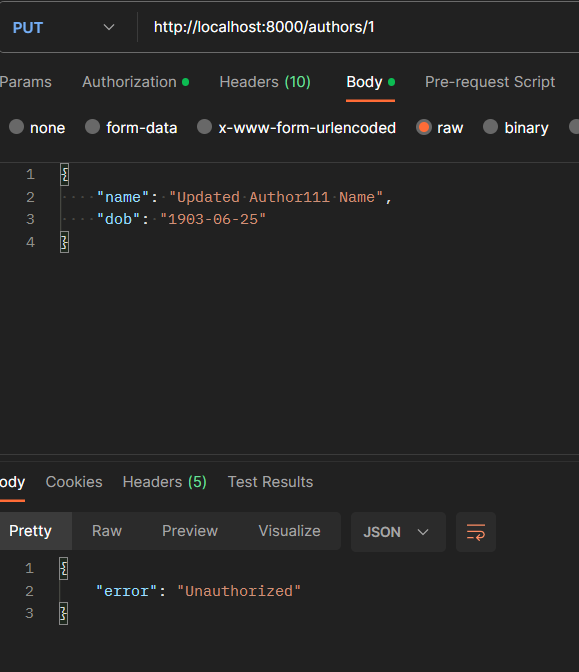 PUT http://localhost:8000/authors/1
Params Authorization Headers (10) Body Pre-request Script
none form-data x-www-form-urlencoded raw binary
1 {
2 "name": "Updated Author111 Name",
3 "dob": "1903-06-25"
4 }
ody Cookies Headers (5) Test Results
Pretty Raw Preview Visualize JSON
1 {
2 "error": "Unauthorized"
3 }